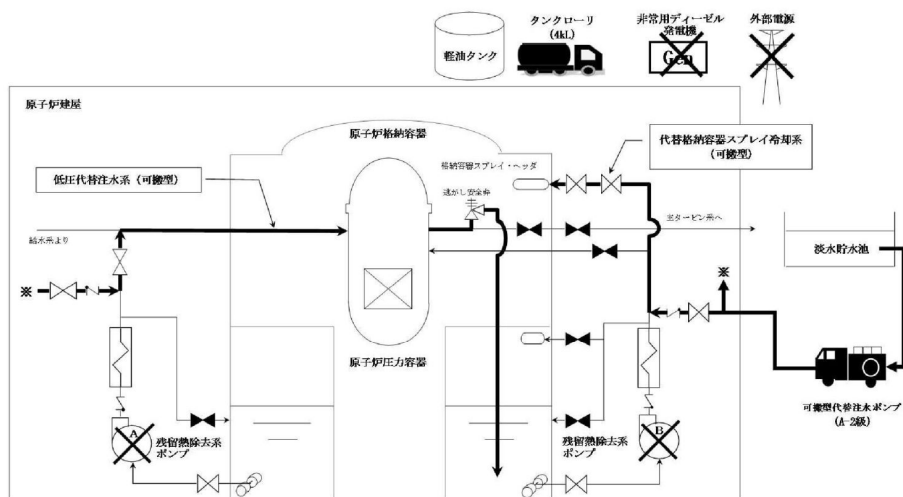 軽油タンク
タンクローリ
(4kL)
非常用ディーゼル
発電機
Gen
外部電源
原子炉建屋
原子炉格納容器
代替格納容器スプレイ冷却系
(可搬型)
格納容器スプレイ・ヘッダ
低圧代替注水系(可搬型)
逃がし安全弁
給水系より
主タービン系へ
淡水貯水池
※
※
原子炉圧力容器
可搬型代替注水ポンプ
(A-2級)
A
残留熱除去系
ポンプ
残留熱除去系
ポンプ
B